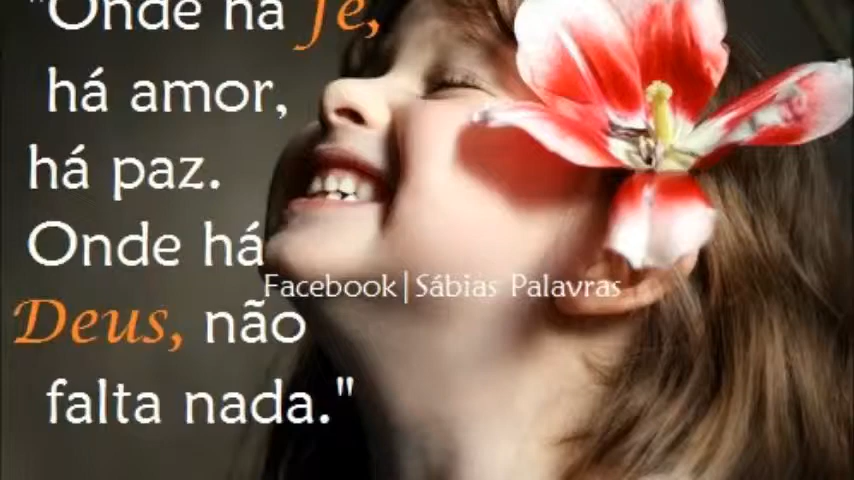 "Onde há fé,
há amor,
há paz.
Onde há
Deus, não
falta nada."
Facebook|Sábias Palavras